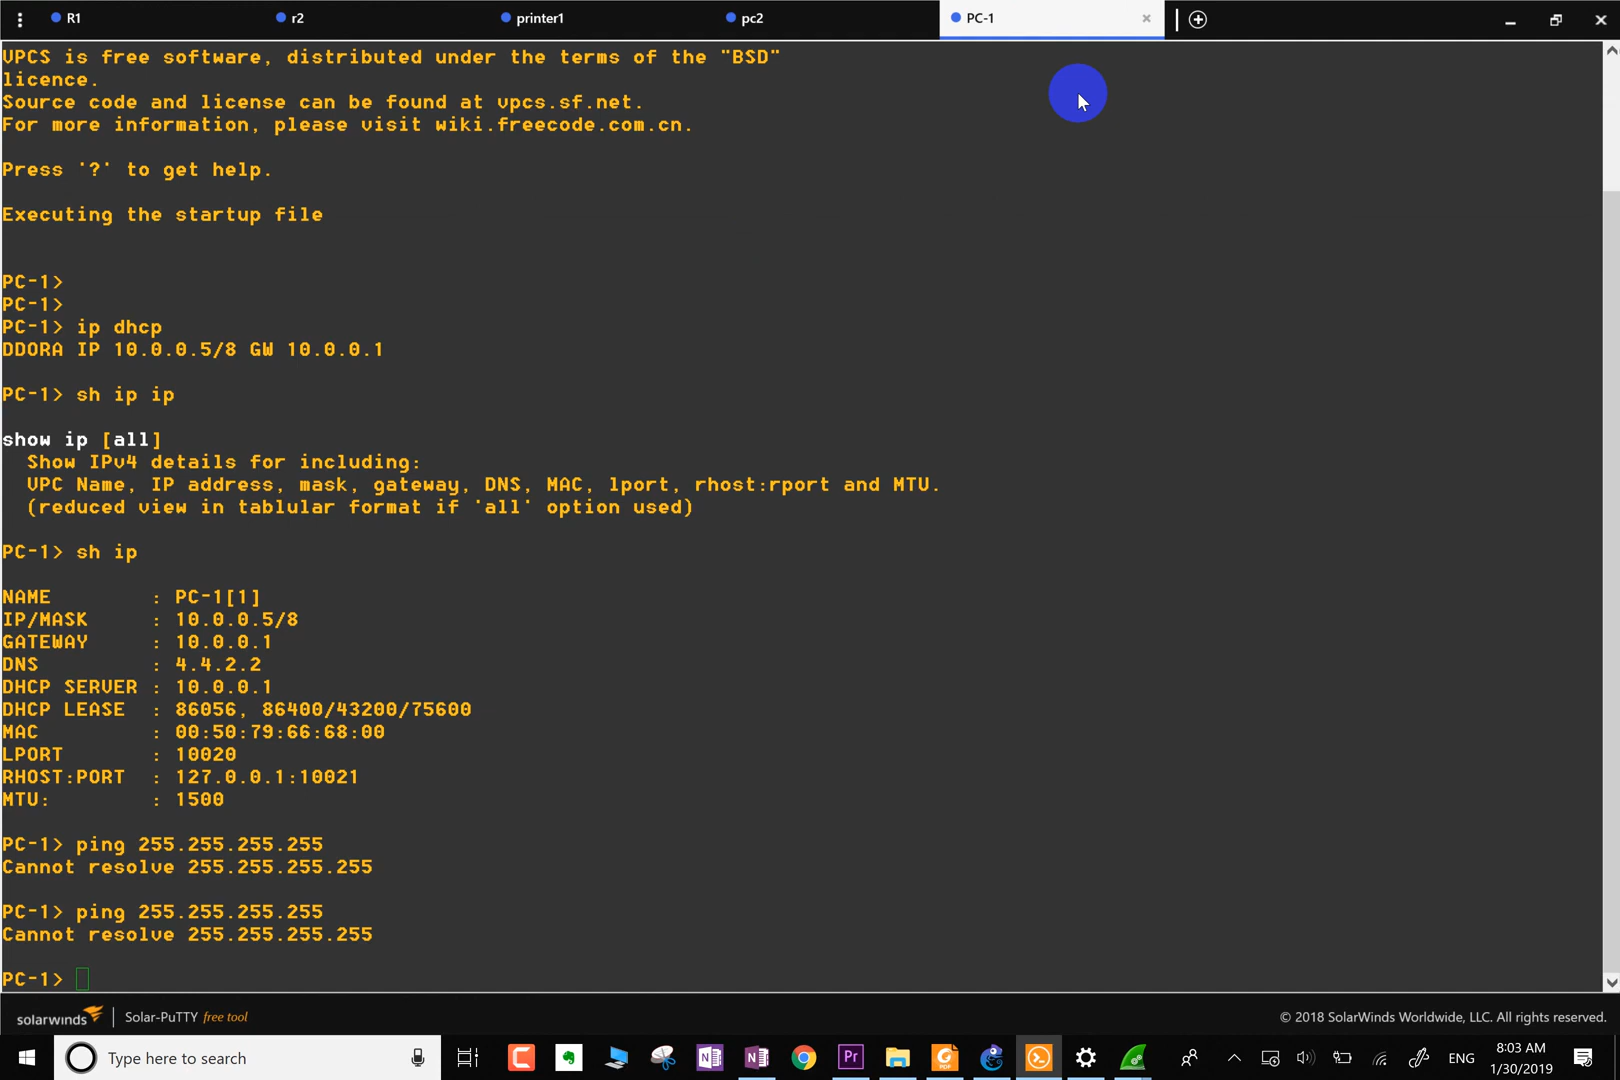 R1
r2
printer1
pc2
PC-1
VPCS is free software, distributed under the terms of the "BSD"
licence.
Source code and license can be found at vpcs.sf.net.
For more information, please visit wiki.freecode.com.cn.
Press '?' to get help.
Executing the startup file
PC-1>
PC-1>
PC-1> ip dhcp
DDORA IP 10.0.0.5/8 GW 10.0.0.1
PC-1> sh ip ip
show ip [all]
Show IPv4 details for including:
VPC Name, IP address, mask, gateway, DNS, MAC, lport, rhost:rport and MTU.
(reduced view in tablular format if 'all' option used)
PC-1> sh ip
NAME : PC-1[1]
IP/MASK : 10.0.0.5/8
GATEWAY : 10.0.0.1
DNS : 4.4.2.2
DHCP SERVER : 10.0.0.1
DHCP LEASE : 86056, 86400/43200/75600
MAC : 00:50:79:66:68:00
LPORT : 10020
RHOST:PORT : 127.0.0.1:10021
MTU: : 1500
PC-1> ping 255.255.255.255
Cannot resolve 255.255.255.255
PC-1> ping 255.255.255.255
Cannot resolve 255.255.255.255
PC-1>
solarwinds Solar-PuTTY free tool
© 2018 SolarWinds Worldwide, LLC. All rights reserved.
Type here to search
N
N
Pr
PDF
ENG
8:03 AM
1/30/2019